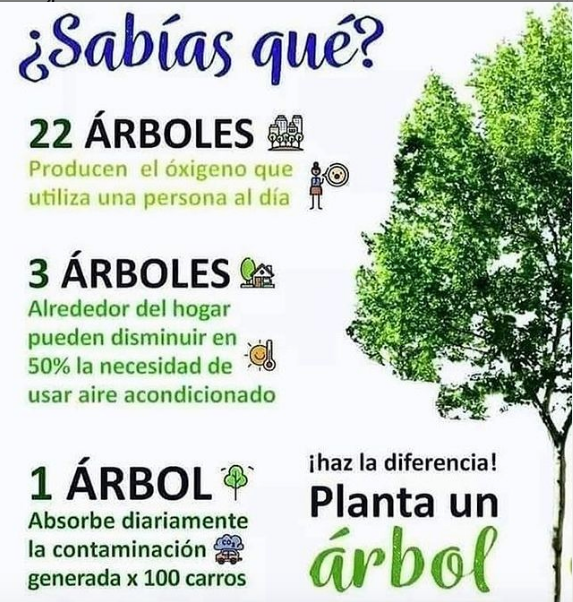 ¿Sabías qué?
22 ÁRBOLES
Producen el óxigeno que
utiliza una persona al día
3 ÁRBOLES
Alrededor del hogar
pueden disminuir en
50% la necesidad de
usar aire acondicionado
1 ÁRBOL
Absorbe diariamente
la contaminación
CO₂
generada x 100 carros
¡haz la diferencia!
Planta un
árbol